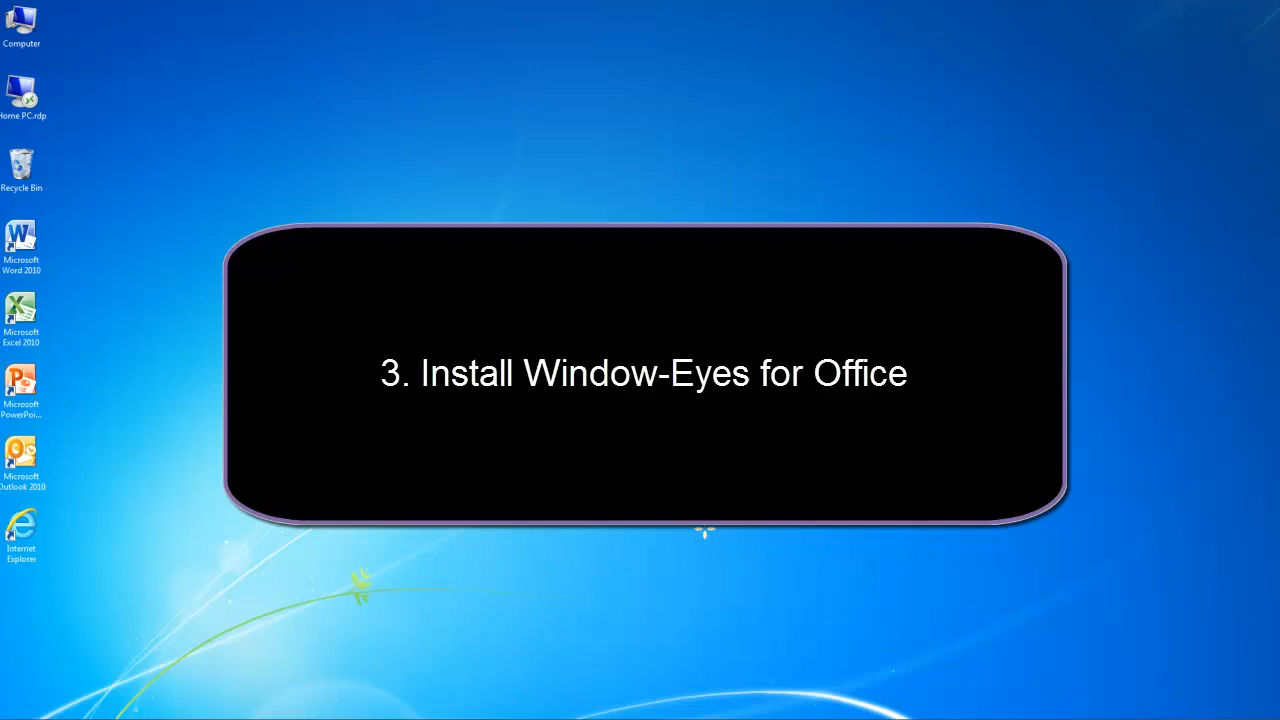 Computer
Home PC.rdp
Recycle Bin
Microsoft
Word 2010
Microsoft
Excel 2010
Microsoft
PowerPoi...
Microsoft
Outlook 2010
Internet
Explorer
3. Install Window-Eyes for Office